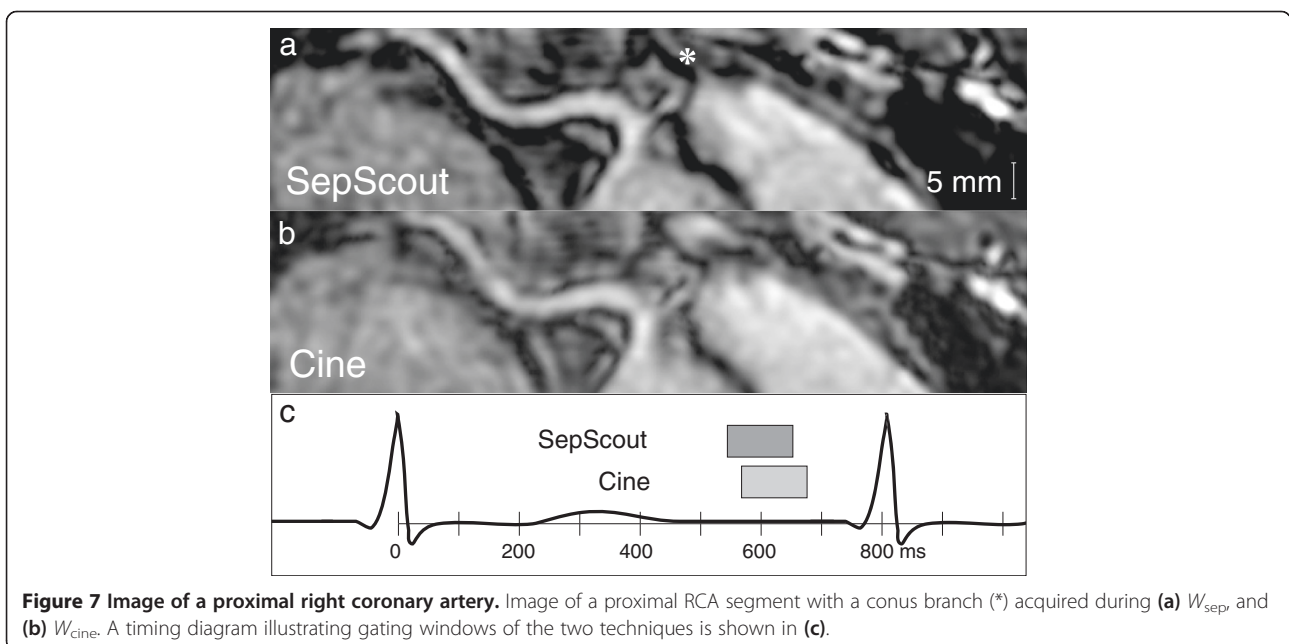 a
*
SepScout
5 mm
b
Cine
c
SepScout
Cine
0 200 400 600 800 ms
Figure 7 Image of a proximal right coronary artery. Image of a proximal RCA segment with a conus branch (*) acquired during (a) Wsep, and
(b) Wcine. A timing diagram illustrating gating windows of the two techniques is shown in (c).